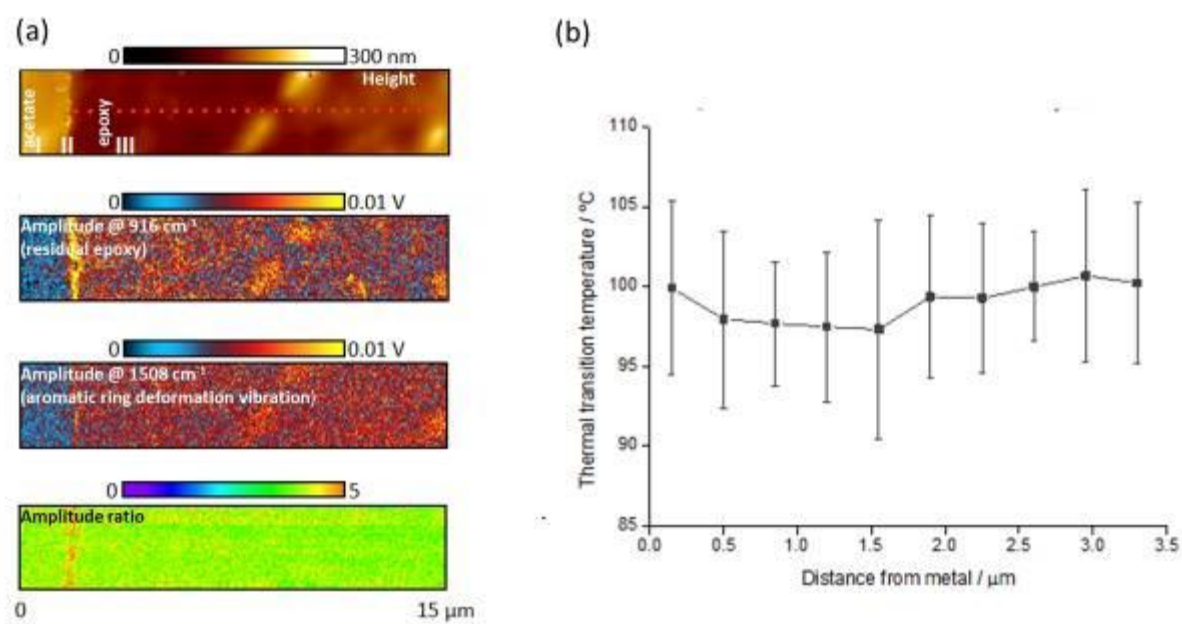 (a)
0 300 nm
Height
acetate
epoxy
I II III
0 0.01 V
Amplitude @ 916 cm⁻¹
(residual epoxy)
0 0.01 V
Amplitude @ 1508 cm⁻¹
(aromatic ring deformation vibration)
0 5
Amplitude ratio
0 15 μm
(b)
Thermal transition temperature / °C
110
105
100
95
90
85
0.0 0.5 1.0 1.5 2.0 2.5 3.0 3.5
Distance from metal / μm